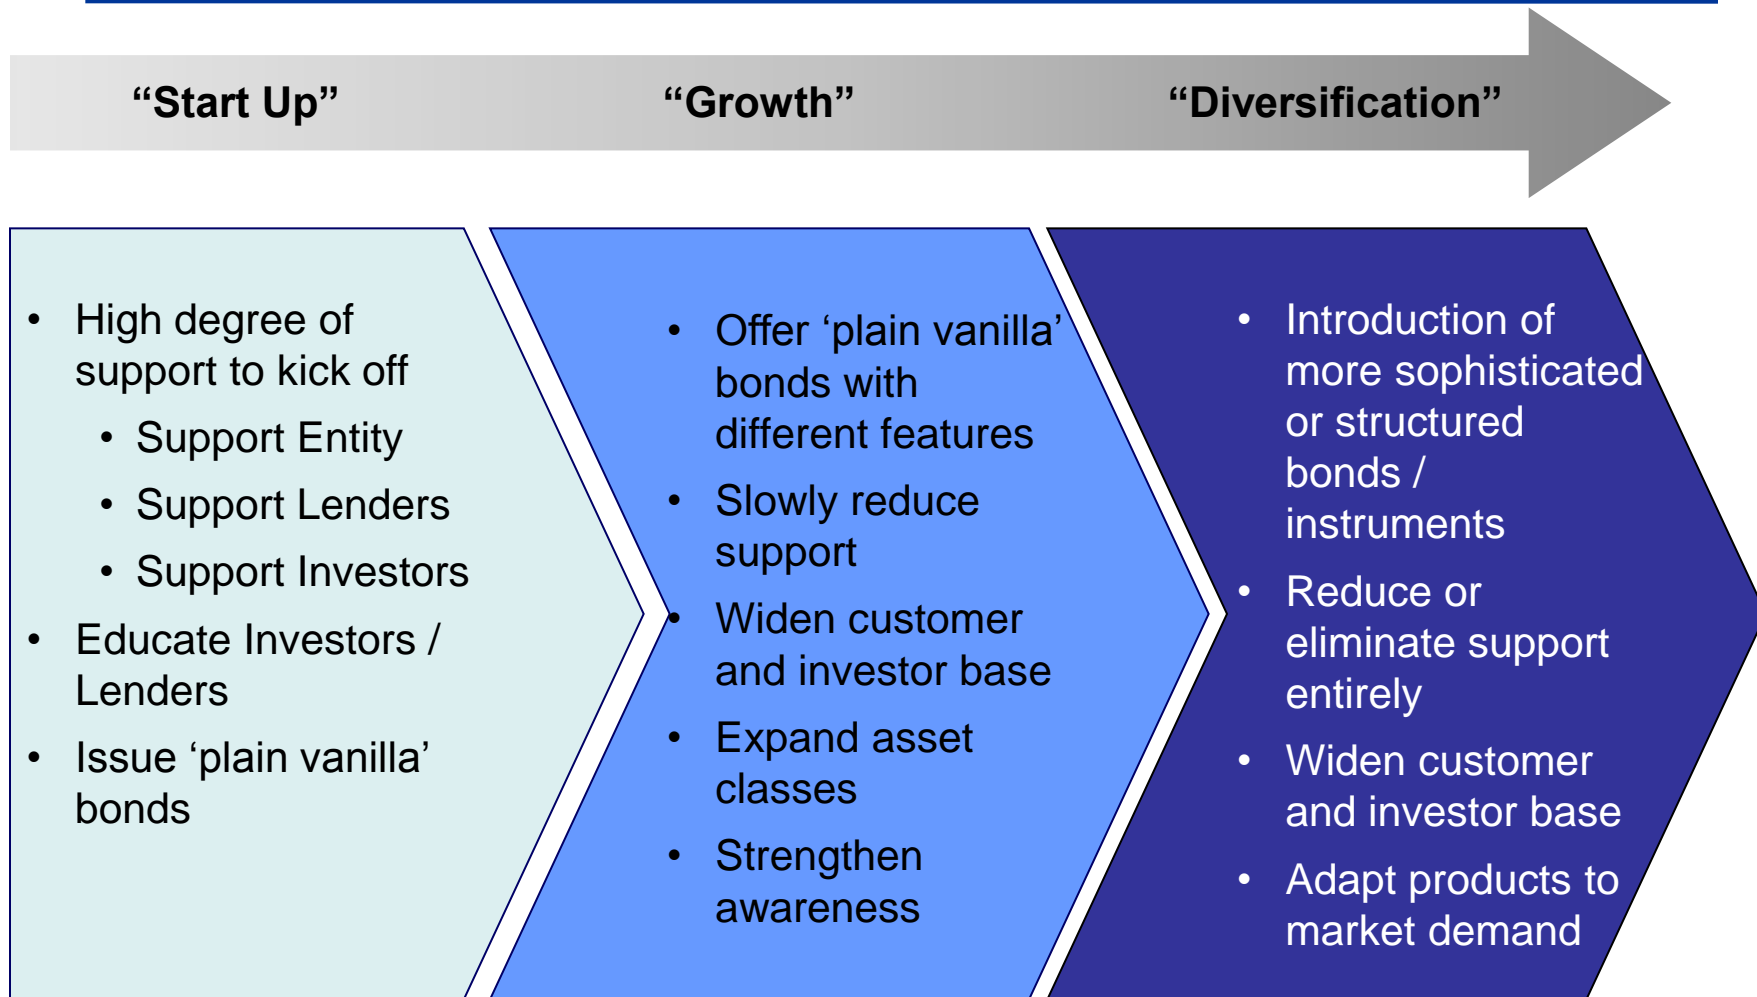 “Start Up”
“Growth”
“Diversification”
• High degree of
support to kick off
• Support Entity
• Support Lenders
• Support Investors
• Educate Investors /
Lenders
• Issue ‘plain vanilla’
bonds
• Offer ‘plain vanilla’
bonds with
different features
• Slowly reduce
support
• Widen customer
and investor base
• Expand asset
classes
• Strengthen
awareness
• Introduction of
more sophisticated
or structured
bonds /
instruments
• Reduce or
eliminate support
entirely
• Widen customer
and investor base
• Adapt products to
market demand